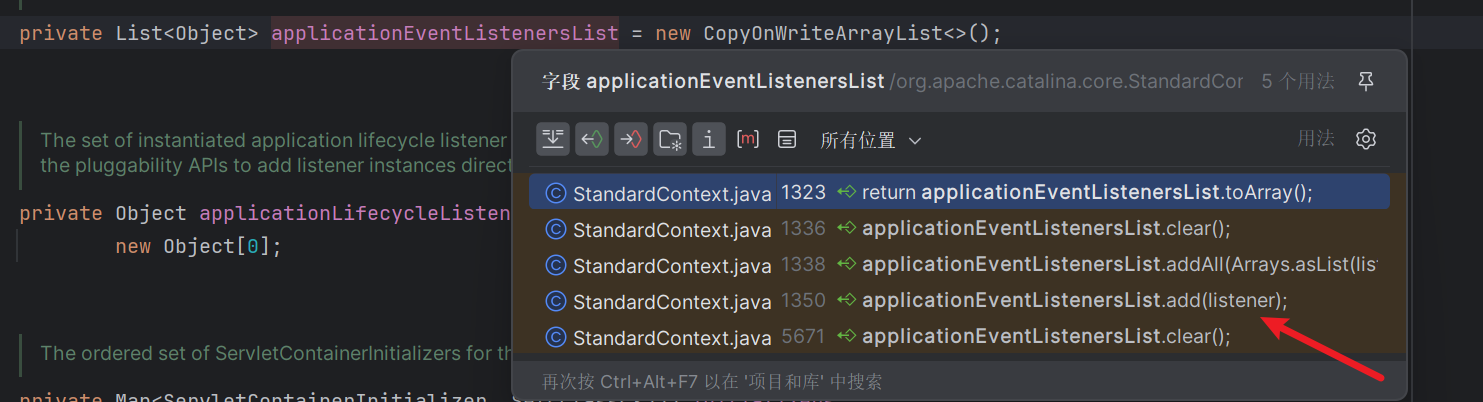 private List<Object> applicationEventListenersList = new CopyOnWriteArrayList<>();
字段 applicationEventListenersList /org.apache.catalina.core.StandardCor 5 个用法
The set of instantiated application lifecycle listener
the pluggability APIs to add listener instances direct
所有位置 用法
StandardContext.java 1323 return applicationEventListenersList.toArray();
private Object applicationLifecycleListen
StandardContext.java 1336 applicationEventListenersList.clear();
new Object[0];
StandardContext.java 1338 applicationEventListenersList.addAll(Arrays.asList(list
StandardContext.java 1350 applicationEventListenersList.add(listener);
StandardContext.java 5671 applicationEventListenersList.clear();
The ordered set of ServletContainerInitializers for th
再次按 Ctrl+Alt+F7 以在 '项目和库' 中搜索
private Map<ServletContainerInitializer,